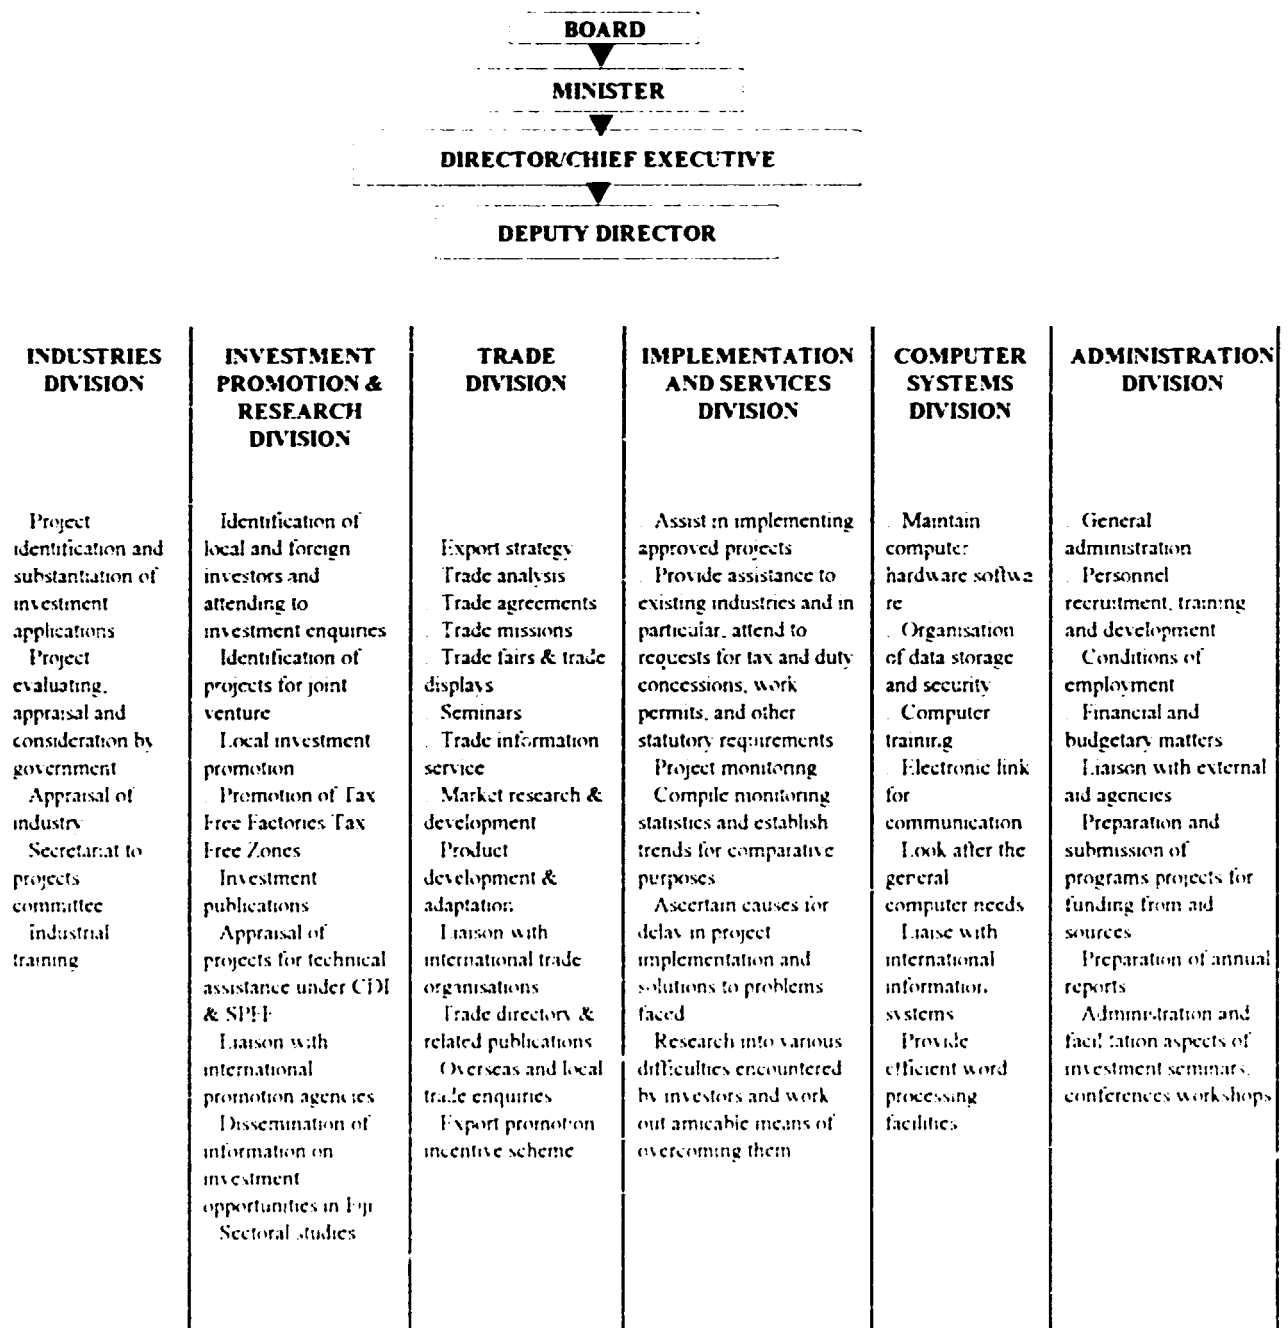 BOARD
MINISTER
DIRECTOR/CHIEF EXECUTIVE
DEPUTY DIRECTOR
INDUSTRIES
DIVISION
Project
identification and
substantiation of
investment
applications
Project
evaluating,
appraisal and
consideration by
government
Appraisal of
industry
Secretariat to
projects
committee
industrial
training
INVESTMENT
PROMOTION &
RESEARCH
DIVISION
Identification of
local and foreign
investors and
attending to
investment enquiries
Identification of
projects for joint
venture
Local investment
promotion
Promotion of Tax
Free Factories Tax
Free Zones
Investment
publications
Appraisal of
projects for technical
assistance under CDI
& SPPF
Liaison with
international
promotion agencies
Dissemination of
information on
investment
opportunities in Fiji
Sectoral studies
TRADE
DIVISION
Export strategy
Trade analysis
Trade agreements
Trade missions
Trade fairs & trade
displays
Seminars
Trade information
service
Market research &
development
Product
development &
adaptation
Liaison with
international trade
organisations
Trade directory &
related publications
Overseas and local
trade enquiries
Export promotion
incentive scheme
IMPLEMENTATION
AND SERVICES
DIVISION
Assist in implementing
approved projects
Provide assistance to
existing industries and in
particular, attend to
requests for tax and duty
concessions, work
permits, and other
statutory requirements
Project monitoring
Compile monitoring
statistics and establish
trends for comparative
purposes
Ascertain causes for
delay in project
implementation and
solutions to problems
faced
Research into various
difficulties encountered
by investors and work
out amicable means of
overcoming them
COMPUTER
SYSTEMS
DIVISION
Maintain
computer
hardware softwa
re
Organisation
of data storage
and security
Computer
training
Electronic link
for
communication
Look after the
general
computer needs
Liaise with
international
information
systems
Provide
efficient word
processing
facilities
ADMINISTRATION
DIVISION
General
administration
Personnel
recruitment, training
and development
Conditions of
employment
Financial and
budgetary matters
Liaison with external
aid agencies
Preparation and
submission of
programs projects for
funding from aid
sources
Preparation of annual
reports
Administration and
facilitation aspects of
investment seminars,
conferences workshops